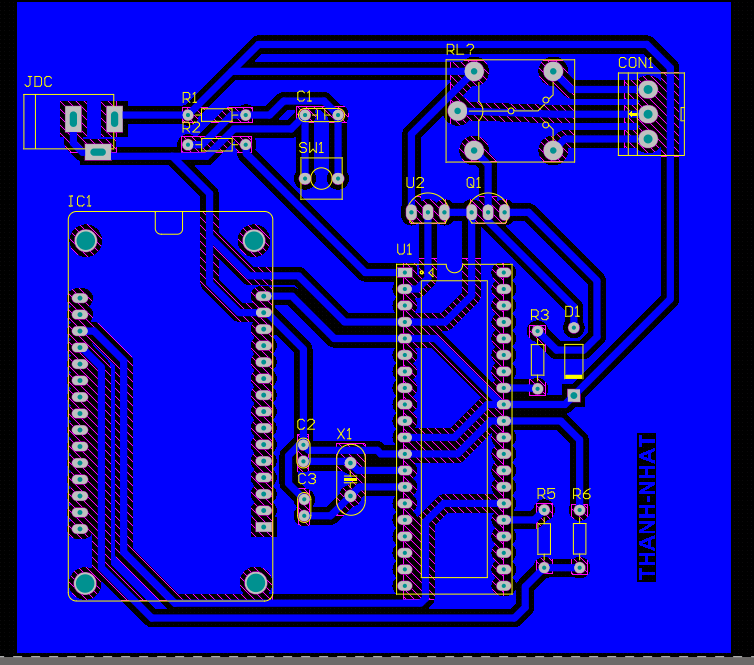 RL?
CON1
JDC
R1
C1
R2
SW1
U2
Q1
IC1
U1
R3
D1
C2
X1
C3
R5
R6
THANH-NHAT